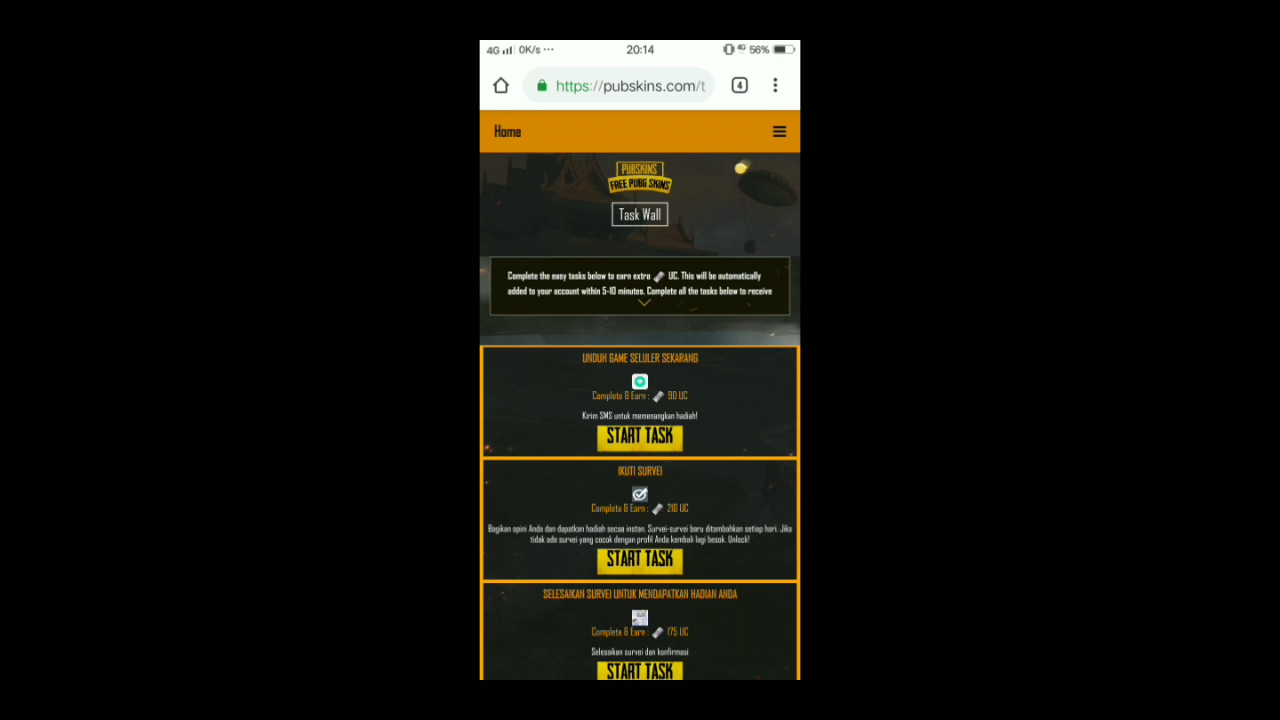 4G 0K/s ··· 20:14 4G 56%
https://pubskins.com/t 4
Home
PUBSKINS
FREE PUBG SKINS
Task Wall
Complete the easy tasks below to earn extra UC. This will be automatically
added to your account within 5-10 minutes. Complete all the tasks below to receive
UNDUH GAME SELULER SEKARANG
Complete & Earn : 90 UC
Kirim SMS untuk memenangkan hadiah!
START TASK
IKUTI SURVEI
Complete & Earn : 210 UC
Bagikan opini Anda dan dapatkan hadiah secaa instan. Survei-survei baru ditambahkan setiap hari. Jika
tidak ada survei yang cocok dengan profil Anda kembali lagi besok. Unlock!
START TASK
SELESAIKAN SURVEI UNTUK MENDAPATKAN HADIAN ANDA
Complete & Earn : 175 UC
Selesaikan survei dan konfirmasi
START TASK